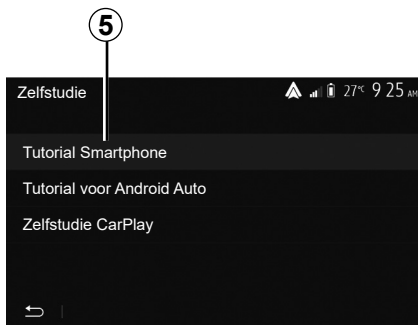 5
Zelfstudie 27°C 9 25 AM
Tutorial Smartphone
Tutorial voor Android Auto
Zelfstudie CarPlay